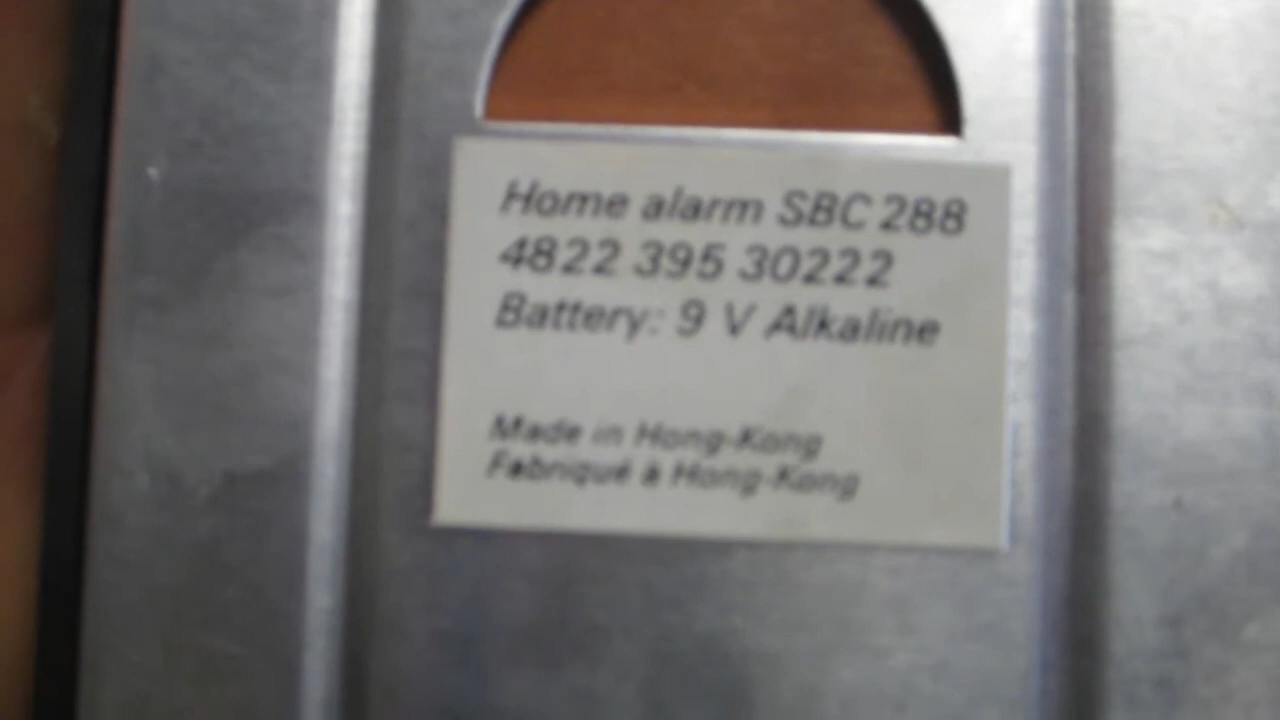 Home alarm SBC 288
4822 395 30222
Battery: 9 V Alkaline
Made in Hong-Kong
Fabriqué à Hong-Kong